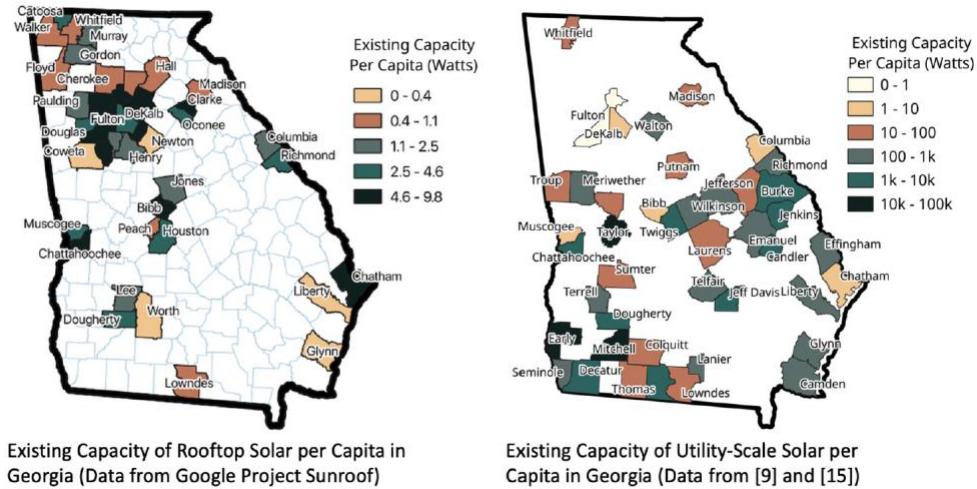 Catoosa
Whitfield
Walker
Murray
Gordon
Floyd
Cherokee
Hall
Madison
Paulding
Clarke
DeKalb
Fulton
Oconee
Douglas
Newton
Coweta
Henry
Columbia
Richmond
Jones
Bibb
Muscogee
Peach
Houston
Chattahoochee
Chatham
Lee
Liberty
Worth
Dougherty
Glynn
Lowndes
Existing Capacity
Per Capita (Watts)
0 - 0.4
0.4 - 1.1
1.1 - 2.5
2.5 - 4.6
4.6 - 9.8
Existing Capacity of Rooftop Solar per Capita in
Georgia (Data from Google Project Sunroof)
Whitfield
Madison
Fulton
DeKalb
Walton
Columbia
Putnam
Richmond
Troup
Meriwether
Jefferson
Burke
Bibb
Wilkinson
Jenkins
Muscogee
Taylor
Twiggs
Emanuel
Effingham
Laurens
Candler
Chattahoochee
Sumter
Telfair
Chatham
Terrell
Jeff Davis
Liberty
Dougherty
Early
Mitchell
Colquitt
Glynn
Lanier
Seminole
Decatur
Camden
Thomas
Lowndes
Existing Capacity
Per Capita (Watts)
0 - 1
1 - 10
10 - 100
100 - 1k
1k - 10k
10k - 100k
Existing Capacity of Utility-Scale Solar per
Capita in Georgia (Data from [9] and [15])